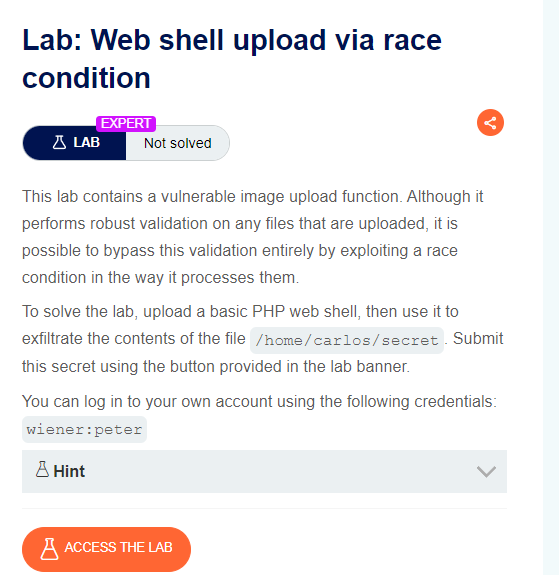 Lab: Web shell upload via race
condition
EXPERT
LAB
Not solved
This lab contains a vulnerable image upload function. Although it
performs robust validation on any files that are uploaded, it is
possible to bypass this validation entirely by exploiting a race
condition in the way it processes them.
To solve the lab, upload a basic PHP web shell, then use it to
exfiltrate the contents of the file /home/carlos/secret. Submit
this secret using the button provided in the lab banner.
You can log in to your own account using the following credentials:
wiener:peter
Hint
ACCESS THE LAB